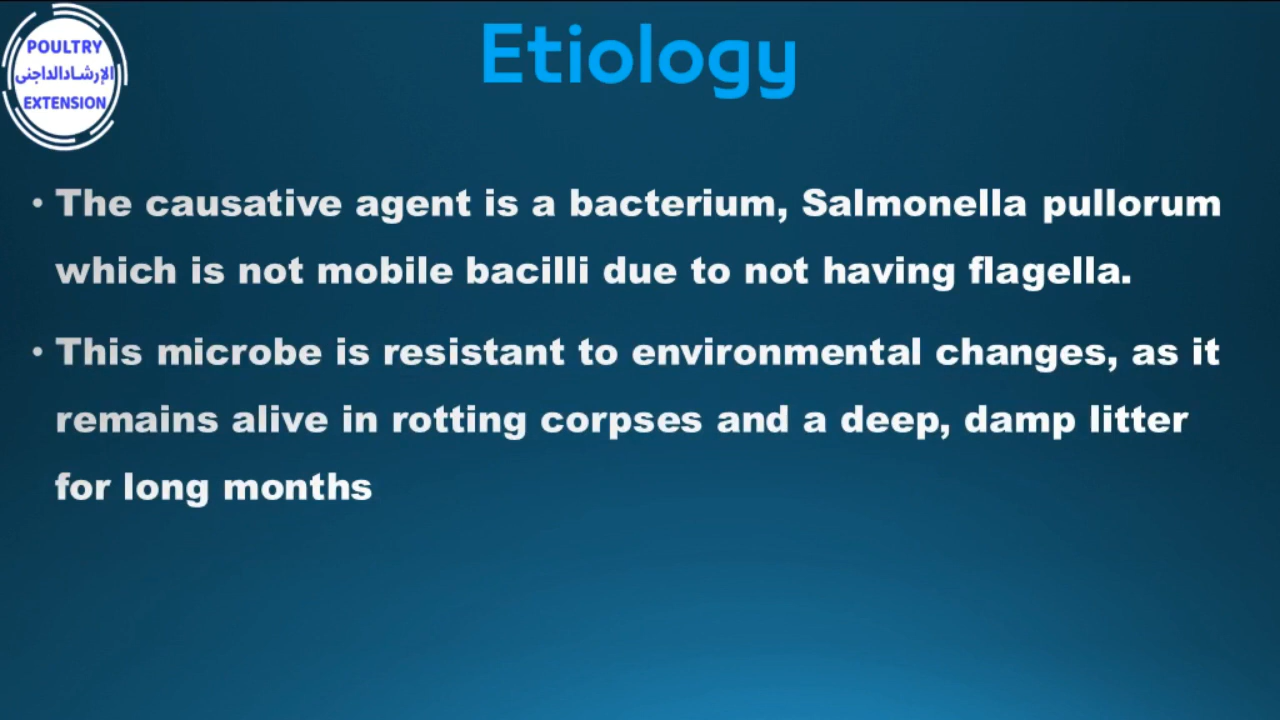 POULTRY
الإرشادالداجنى
EXTENSION
Etiology
• The causative agent is a bacterium, Salmonella pullorum
which is not mobile bacilli due to not having flagella.
• This microbe is resistant to environmental changes, as it
remains alive in rotting corpses and a deep, damp litter
for long months